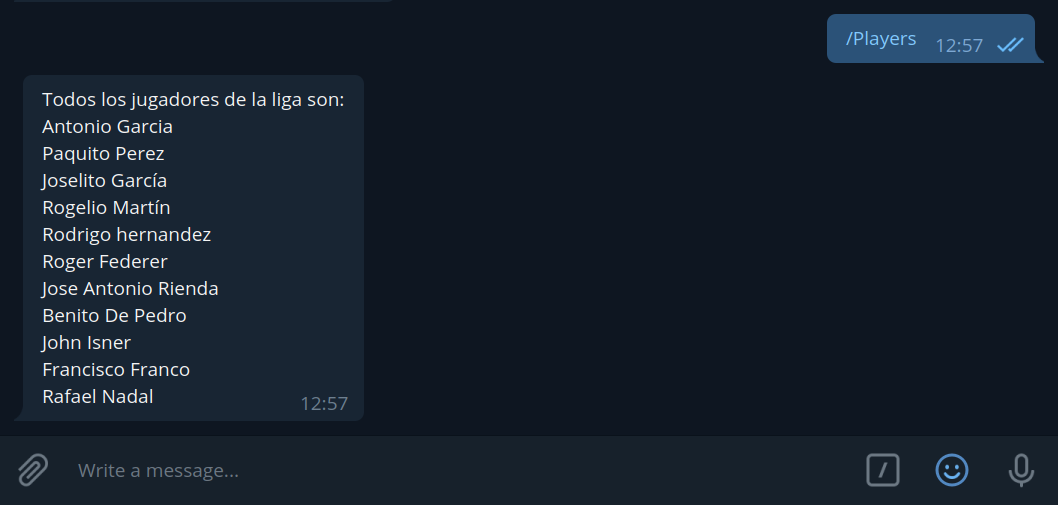 /Players 12:57
Todos los jugadores de la liga son:
Antonio Garcia
Paquito Perez
Joselito García
Rogelio Martín
Rodrigo hernandez
Roger Federer
Jose Antonio Rienda
Benito De Pedro
John Isner
Francisco Franco
Rafael Nadal
12:57
Write a message...